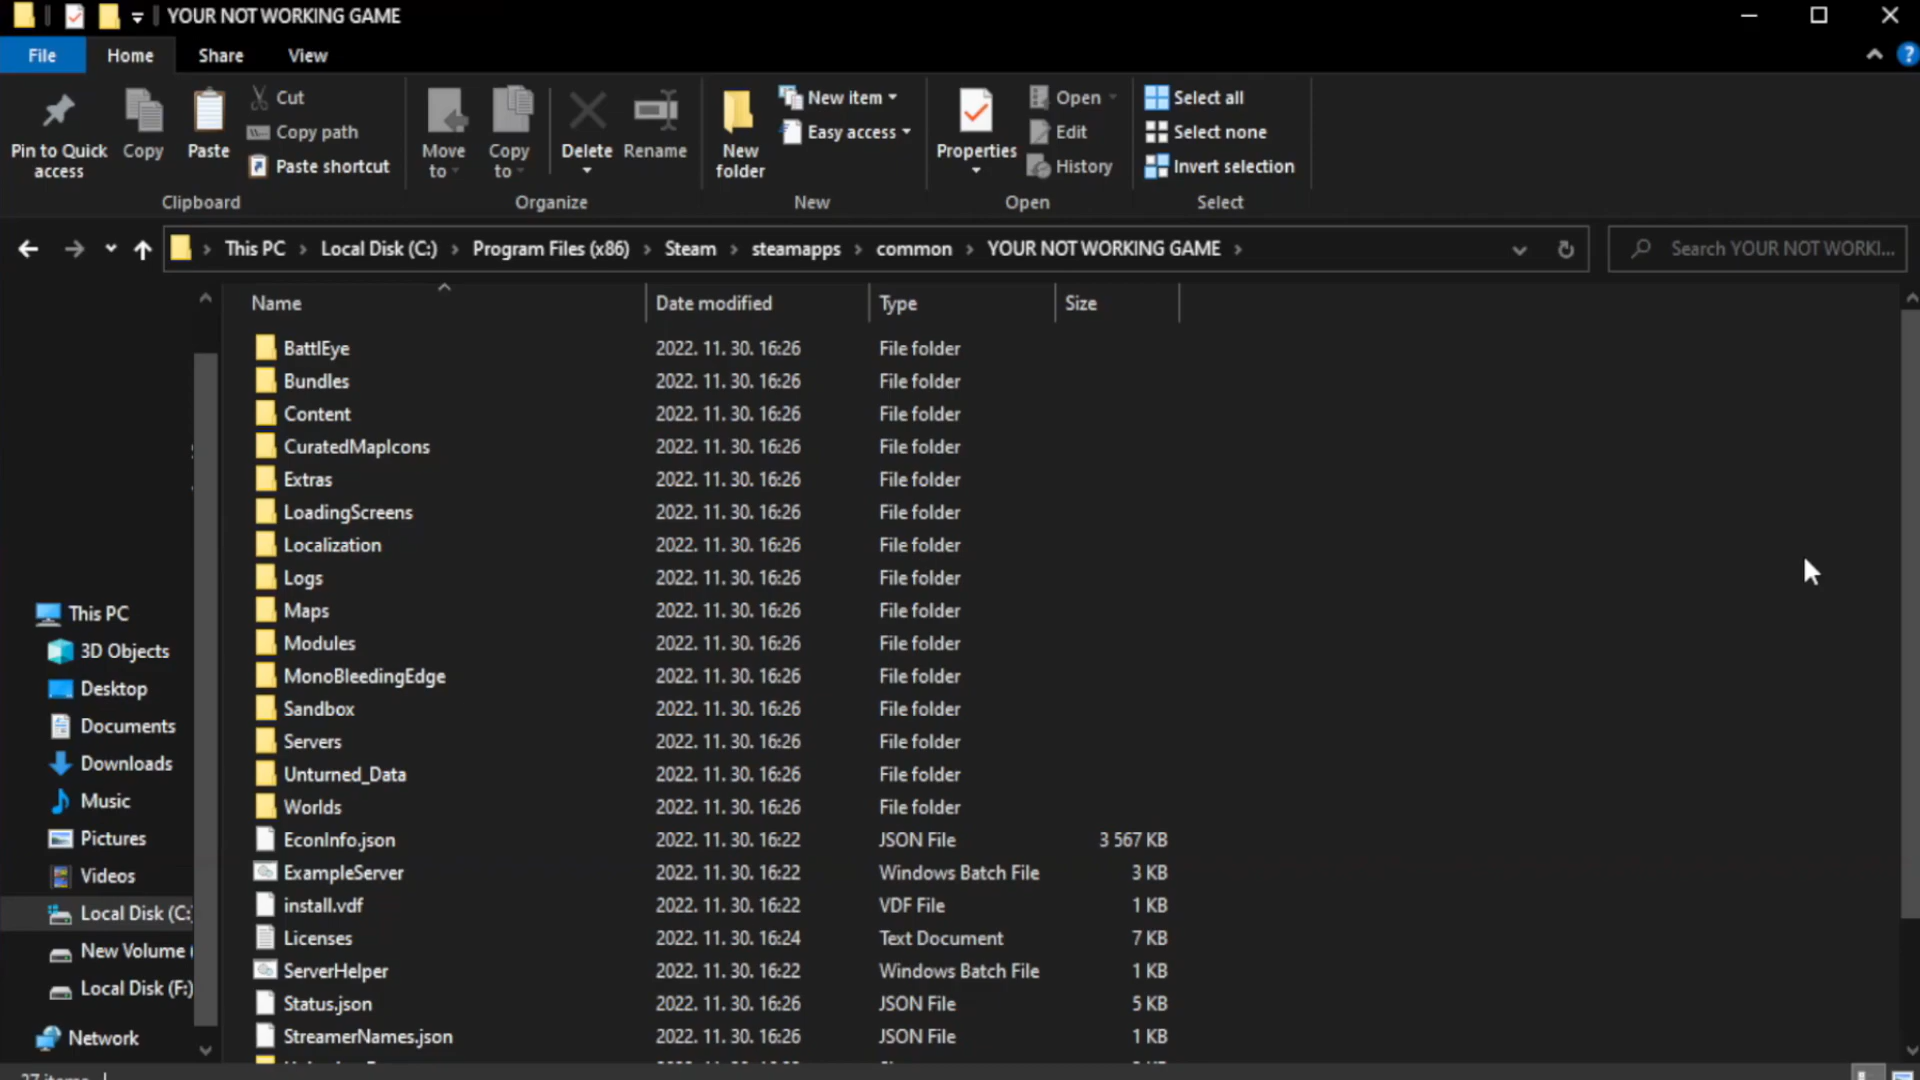 YOUR NOT WORKING GAME
File Home Share View
Pin to Quick access
Copy
Paste
Cut
Copy path
Paste shortcut
Clipboard
Move to
Copy to
Delete
Rename
Organize
New folder
New item
Easy access
New
Properties
Open
Edit
History
Open
Select all
Select none
Invert selection
Select
This PC › Local Disk (C:) › Program Files (x86) › Steam › steamapps › common › YOUR NOT WORKING GAME ›
Search YOUR NOT WORKI...
Name Date modified Type Size
BattlEye 2022. 11. 30. 16:26 File folder
Bundles 2022. 11. 30. 16:26 File folder
Content 2022. 11. 30. 16:26 File folder
CuratedMapIcons 2022. 11. 30. 16:26 File folder
Extras 2022. 11. 30. 16:26 File folder
LoadingScreens 2022. 11. 30. 16:26 File folder
Localization 2022. 11. 30. 16:26 File folder
Logs 2022. 11. 30. 16:26 File folder
Maps 2022. 11. 30. 16:26 File folder
Modules 2022. 11. 30. 16:26 File folder
MonoBleedingEdge 2022. 11. 30. 16:26 File folder
Sandbox 2022. 11. 30. 16:26 File folder
Servers 2022. 11. 30. 16:26 File folder
Unturned_Data 2022. 11. 30. 16:26 File folder
Worlds 2022. 11. 30. 16:26 File folder
EconInfo.json 2022. 11. 30. 16:22 JSON File 3 567 KB
ExampleServer 2022. 11. 30. 16:22 Windows Batch File 3 KB
install.vdf 2022. 11. 30. 16:22 VDF File 1 KB
Licenses 2022. 11. 30. 16:24 Text Document 7 KB
ServerHelper 2022. 11. 30. 16:22 Windows Batch File 1 KB
Status.json 2022. 11. 30. 16:26 JSON File 5 KB
StreamerNames.json 2022. 11. 30. 16:26 JSON File 1 KB
This PC
3D Objects
Desktop
Documents
Downloads
Music
Pictures
Videos
Local Disk (C:
New Volume (
Local Disk (F:)
Network